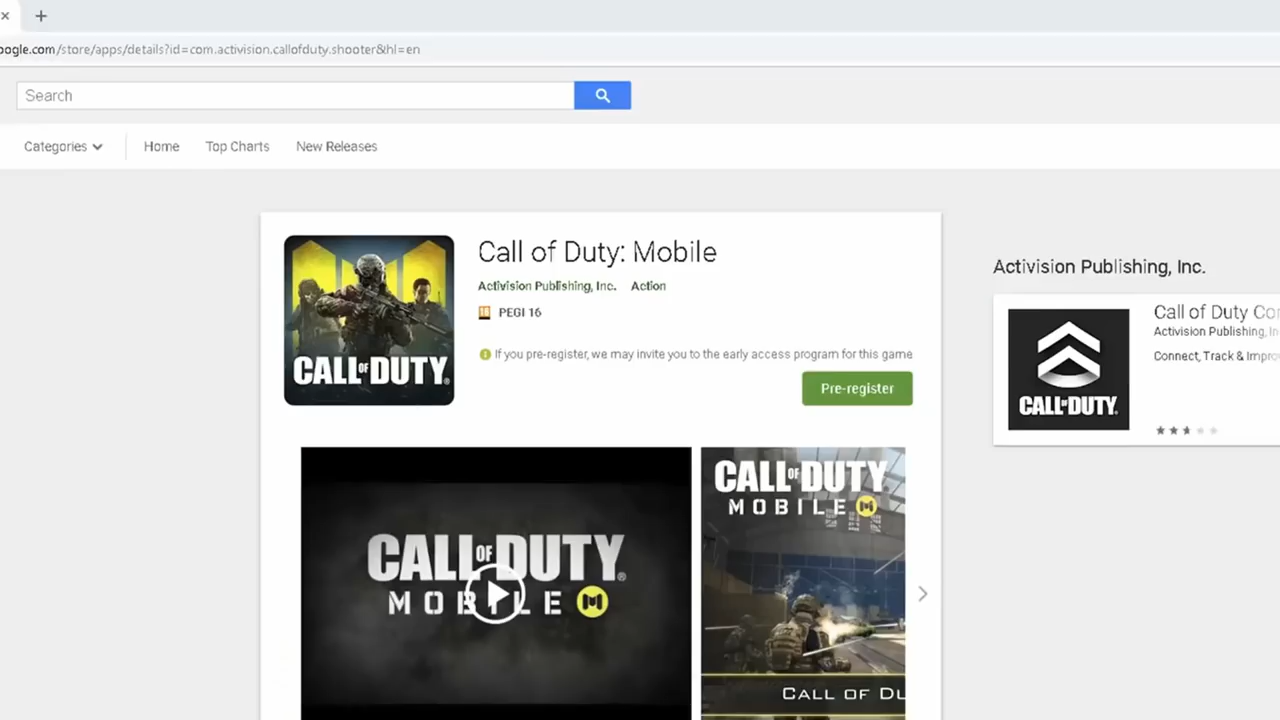 oogle.com/store/apps/details?id=com.activision.callofduty.shooter&hl=en
Search
Categories
Home
Top Charts
New Releases
Call of Duty: Mobile
Activision Publishing, Inc. Action
PEGI 16
If you pre-register, we may invite you to the early access program for this game
Pre-register
CALL OF DUTY
CALL OF DUTY
MOBILE
CALL OF DUTY
MOBILE
CALL OF DU
Activision Publishing, Inc.
Call of Duty Co
Activision Publishing, In
Connect, Track & Impro
CALL OF DUTY